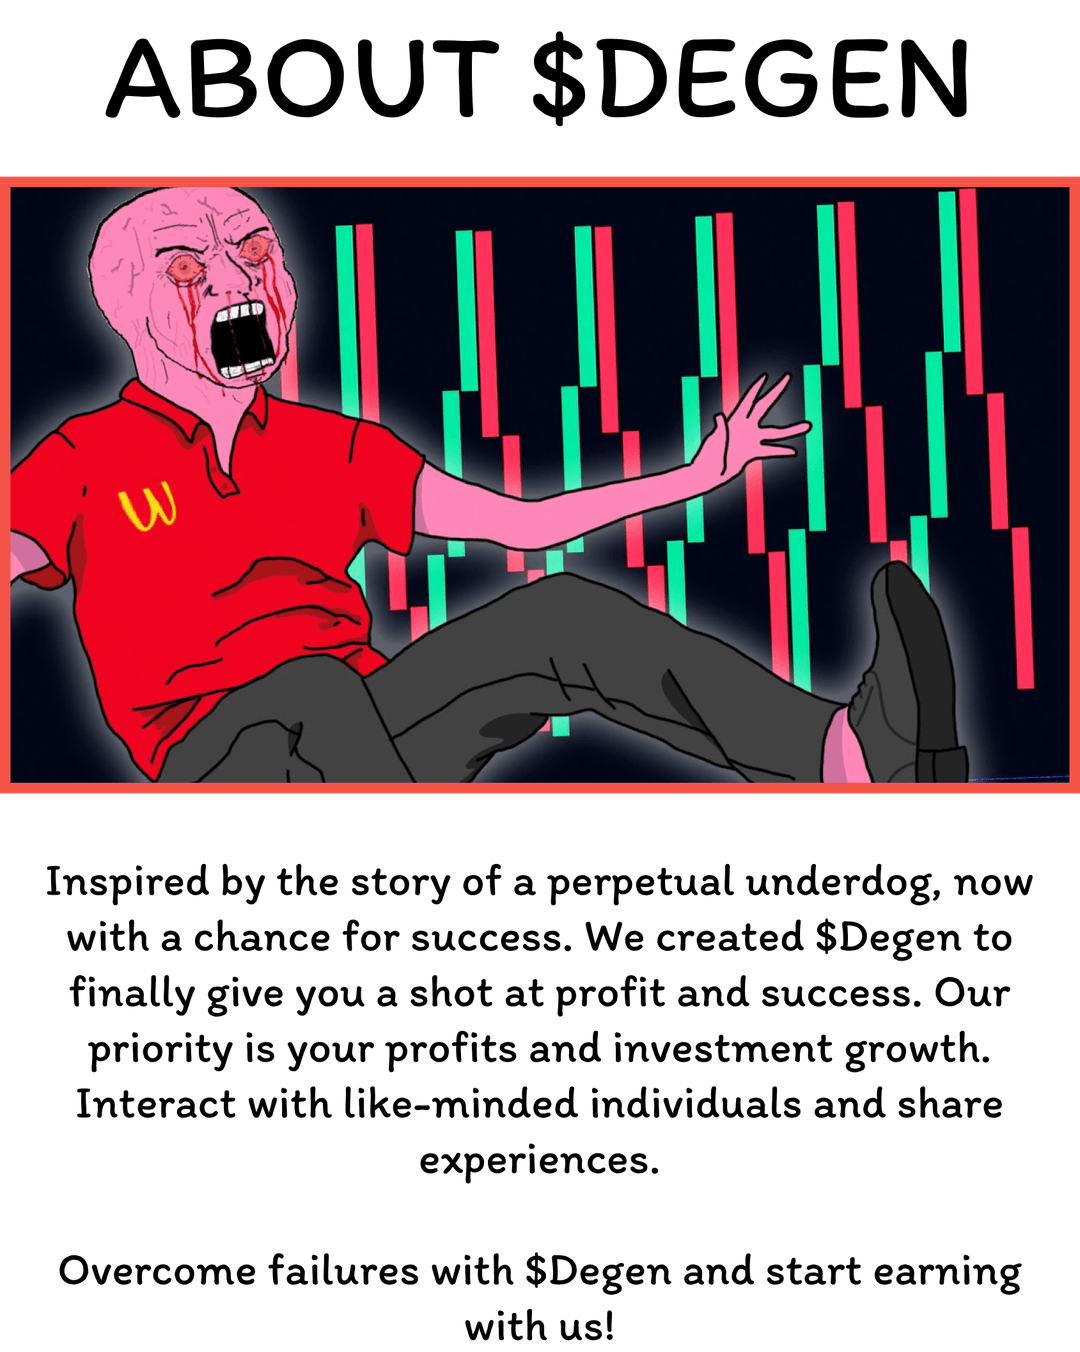 ABOUT $DEGEN
W
Inspired by the story of a perpetual underdog, now
with a chance for success. We created $Degen to
finally give you a shot at profit and success. Our
priority is your profits and investment growth.
Interact with like-minded individuals and share
experiences.
Overcome failures with $Degen and start earning
with us!